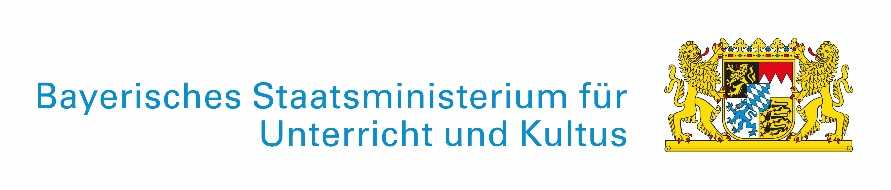 Bayerisches Staatsministerium für
Unterricht und Kultus